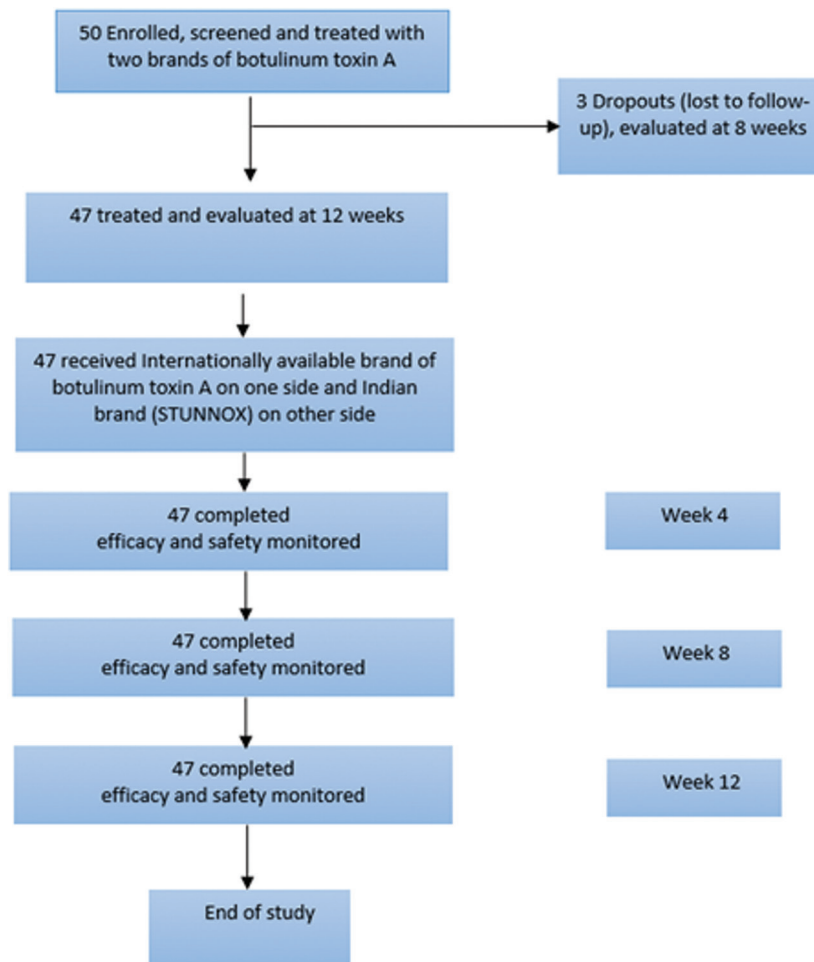 50 Enrolled, screened and treated with
two brands of botulinum toxin A
3 Dropouts (lost to follow-
up), evaluated at 8 weeks
47 treated and evaluated at 12 weeks
47 received Internationally available brand of
botulinum toxin A on one side and Indian
brand (STUNNOX) on other side
47 completed
efficacy and safety monitored
Week 4
47 completed
efficacy and safety monitored
Week 8
47 completed
efficacy and safety monitored
Week 12
End of study